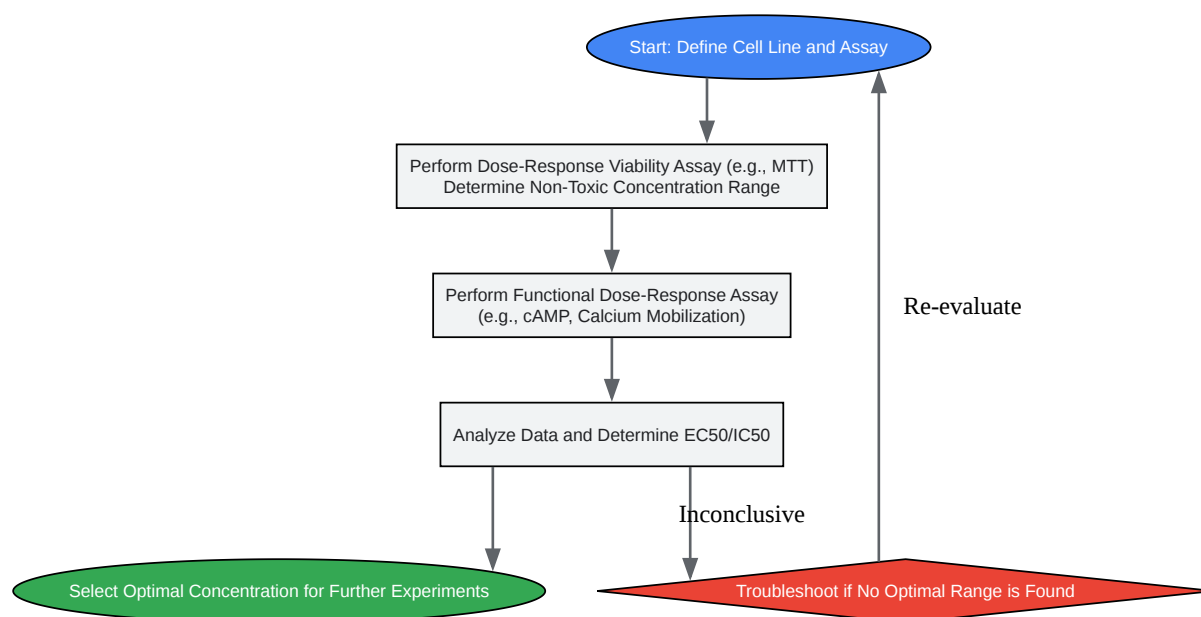 Start: Define Cell Line and Assay
Perform Dose-Response Viability Assay (e.g., MTT)
Determine Non-Toxic Concentration Range
Perform Functional Dose-Response Assay
(e.g., cAMP, Calcium Mobilization)
Re-evaluate
Analyze Data and Determine EC50/IC50
Inconclusive
Select Optimal Concentration for Further Experiments
Troubleshoot if No Optimal Range is Found